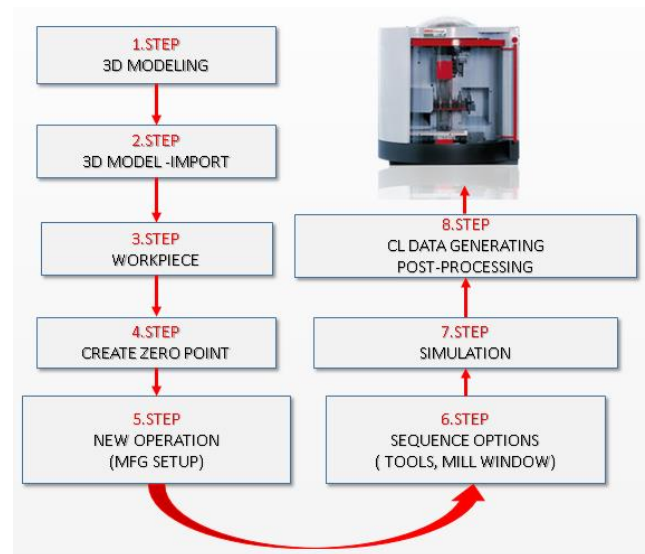 1.STEP
3D MODELING
2.STEP
3D MODEL -IMPORT
3.STEP
WORKPIECE
4.STEP
CREATE ZERO POINT
5.STEP
NEW OPERATION
(MFG SETUP)
6.STEP
SEQUENCE OPTIONS
( TOOLS, MILL WINDOW)
7.STEP
SIMULATION
8.STEP
CL DATA GENERATING
POST-PROCESSING